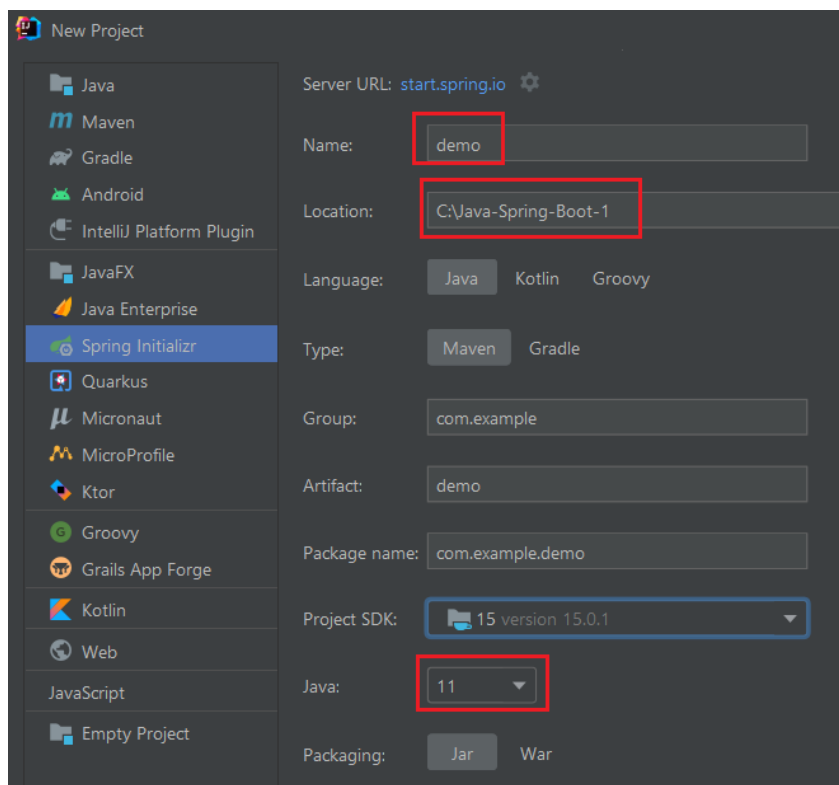 New Project
Java
Maven
Gradle
Android
IntelliJ Platform Plugin
JavaFX
Java Enterprise
Spring Initializr
Quarkus
Micronaut
MicroProfile
Ktor
Groovy
Grails App Forge
Kotlin
Web
JavaScript
Empty Project
Server URL: start.spring.io
Name: demo
Location: C:\Java-Spring-Boot-1
Language: Java Kotlin Groovy
Type: Maven Gradle
Group: com.example
Artifact: demo
Package name: com.example.demo
Project SDK: 15 version 15.0.1
Java: 11
Packaging: Jar War